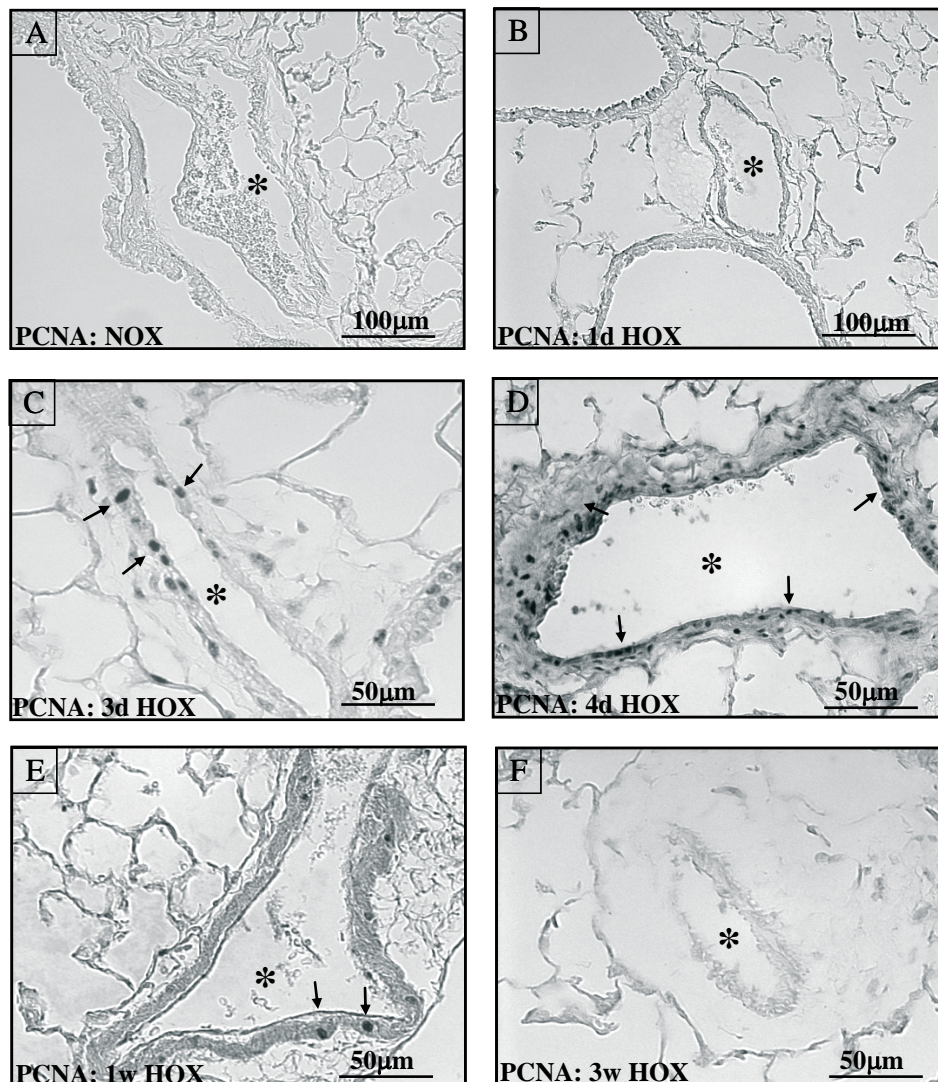 A
*
100μm
PCNA: NOX
B
*
100μm
PCNA: 1d HOX
C
*
50μm
PCNA: 3d HOX
D
*
50μm
PCNA: 4d HOX
E
*
50μm
PCNA: 1w HOX
F
*
50μm
PCNA: 3w HOX